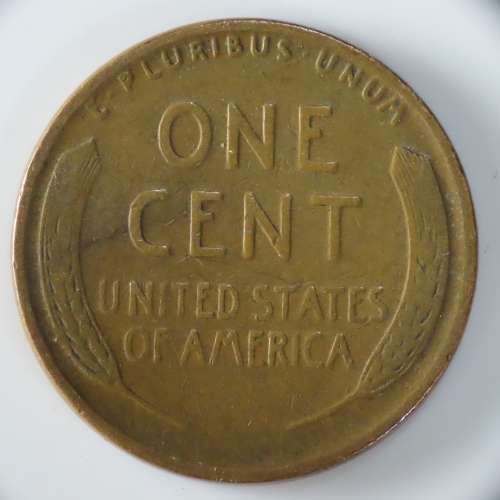 E · PLURIBUS · UNUM
ONE
CENT
UNITED STATES
OF AMERICA